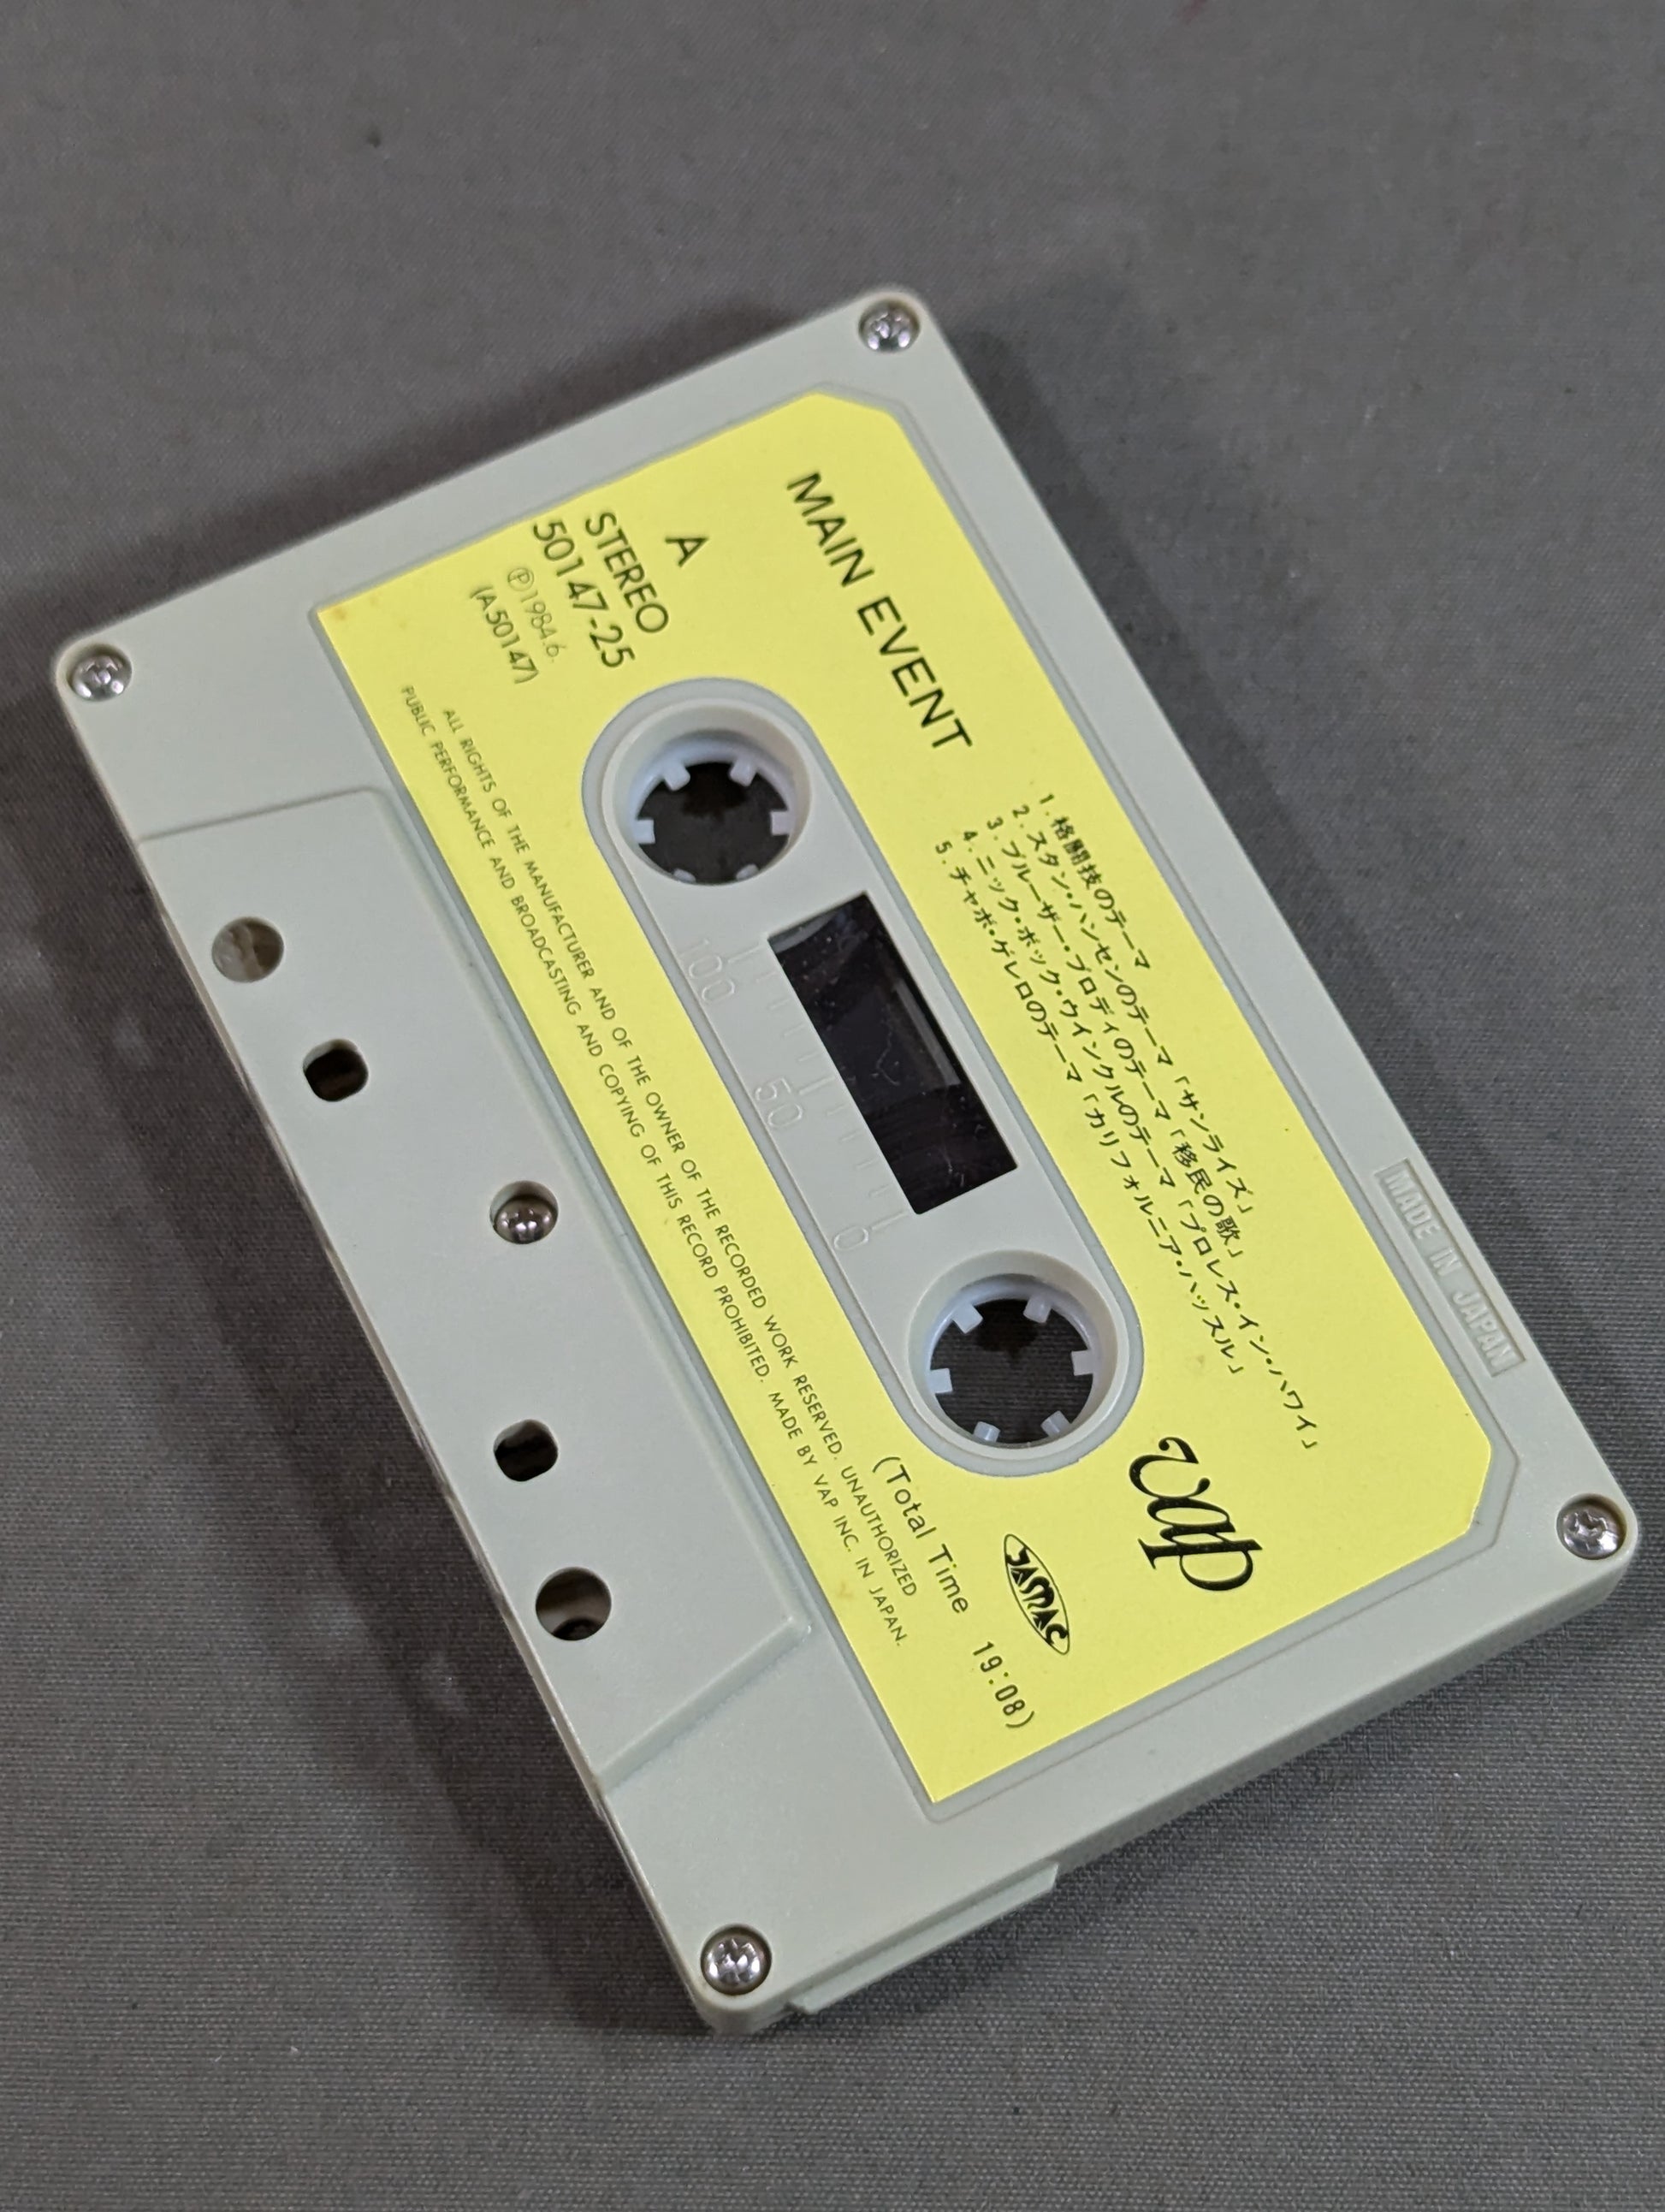 MAIN EVENT
1. 格闘技のテーマ
2. スタン・ハンセンのテーマ「サンライズ」
3. ブルーザー・ブロディのテーマ「移民の歌」
4. ニック・ボック・ウインクルのテーマ「プロレス・イン・ハワイ」
5. チャボ・ゲレロのテーマ「カリフォルニア・ハッスル」
A
STEREO
50147-25
Ⓟ1984.6.
(A50147)
vap
JASRAC
(Total Time 19:08)
100 50 0
ALL RIGHTS OF THE MANUFACTURER AND OF THE OWNER OF THE RECORDED WORK RESERVED. UNAUTHORIZED
PUBLIC PERFORMANCE AND BROADCASTING AND COPYING OF THIS RECORD PROHIBITED. MADE BY VAP INC. IN JAPAN.
MADE IN JAPAN